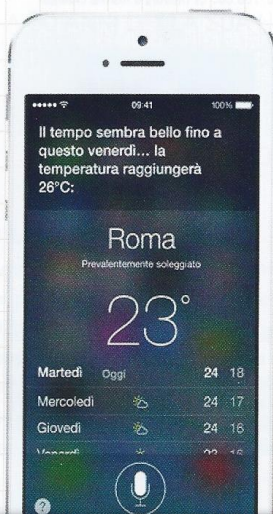 09:41 100%
Il tempo sembra bello fino a
questo venerdì... la
temperatura raggiungerà
26°C:
Roma
Prevalentemente soleggiato
23°
Martedì Oggi 24 18
Mercoledì 24 17
Giovedì 24 16
Venerdì
?